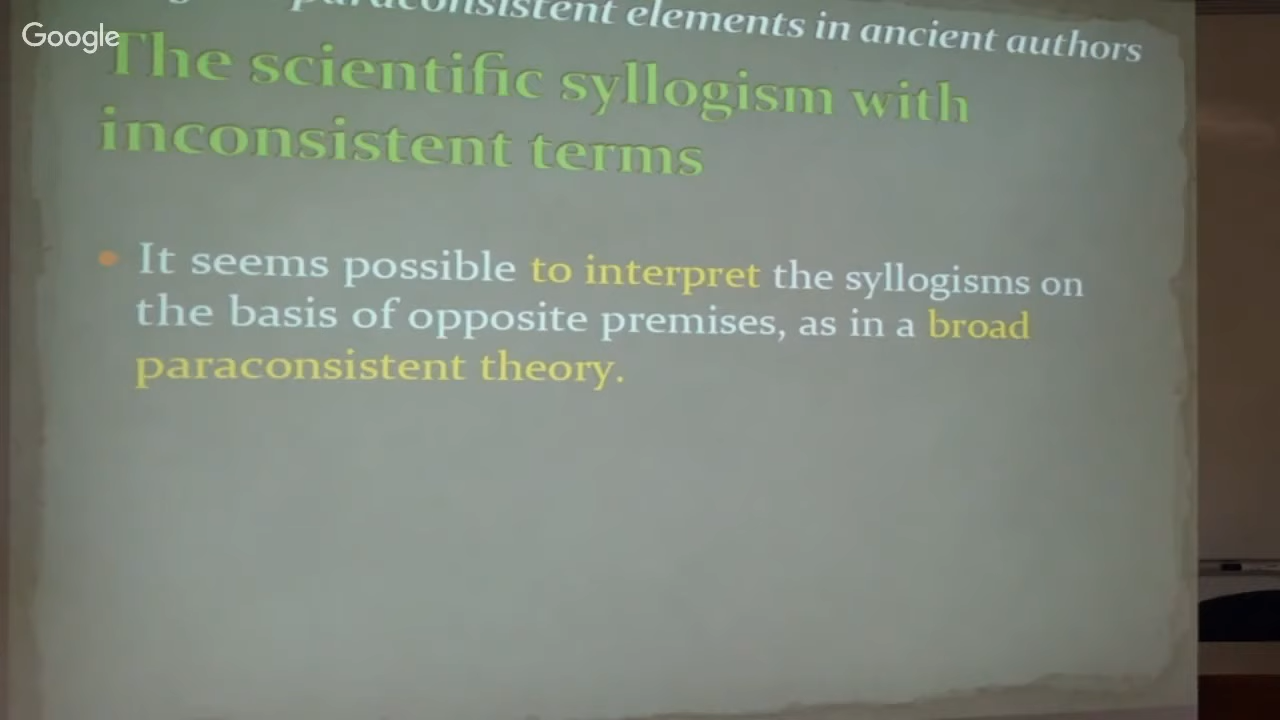 Google
paraconsistent elements in ancient authors
The scientific syllogism with
inconsistent terms
It seems possible to interpret the syllogisms on
the basis of opposite premises, as in a broad
paraconsistent theory.